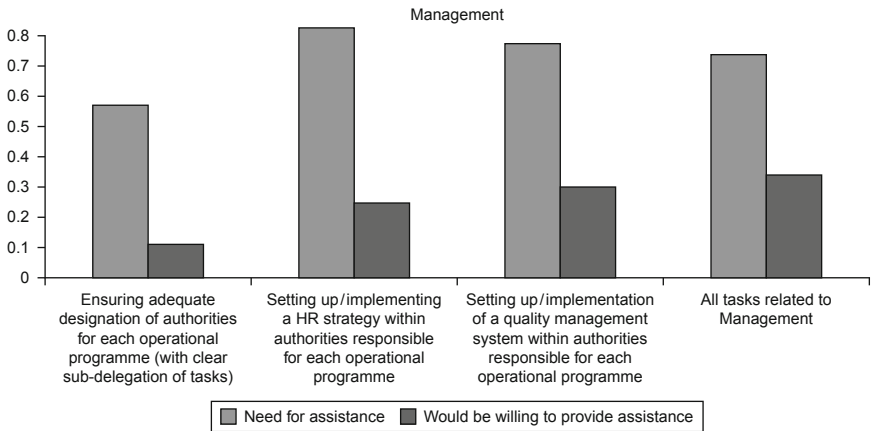 Management
0.8
0.7
0.6
0.5
0.4
0.3
0.2
0.1
0
Ensuring adequate
designation of authorities
for each operational
programme (with clear
sub-delegation of tasks)
Setting up/implementing
a HR strategy within
authorities responsible
for each operational
programme
Setting up/implementation
of a quality management
system within authorities
responsible for each
operational programme
All tasks related to
Management
Need for assistance
Would be willing to provide assistance